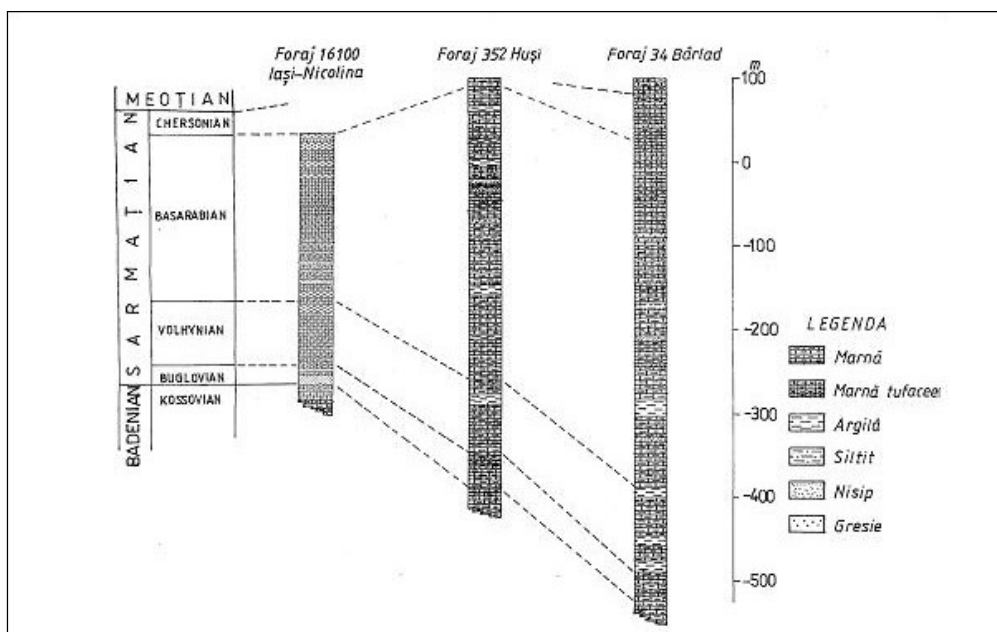 Foraj 16100
Iași-Nicolina
Foraj 352 Huși
Foraj 34 Bârlad
m
100
0
-100
-200
-300
-400
-500
MEOȚIAN
SARMAȚIAN
CHERSONIAN
BASARABIAN
VOLHYNIAN
BUGLOVIAN
BADENIAN
KOSSOVIAN
LEGENDA
Marnă
Marnă tufacee
Argilă
Siltit
Nisip
Gresie